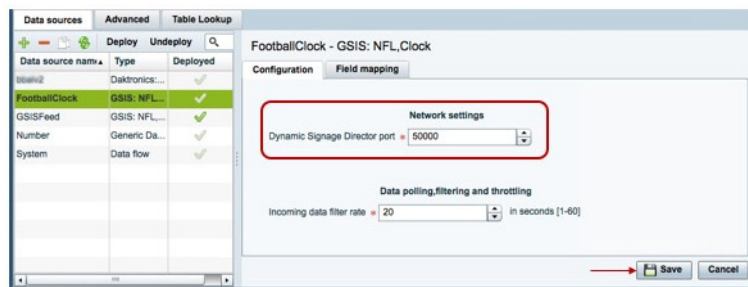 Data sources Advanced Table Lookup
Deploy Undeploy
Data source name Type Deployed
Daktronics:...
FootballClock GSIS: NFL...
GSISFeed GSIS: NFL,...
Number Generic Da...
System Data flow
FootballClock - GSIS: NFL,Clock
Configuration Field mapping
Network settings
Dynamic Signage Director port * 50000
Data polling,filtering and throttling
Incoming data filter rate * 20 in seconds [1-60]
Save Cancel